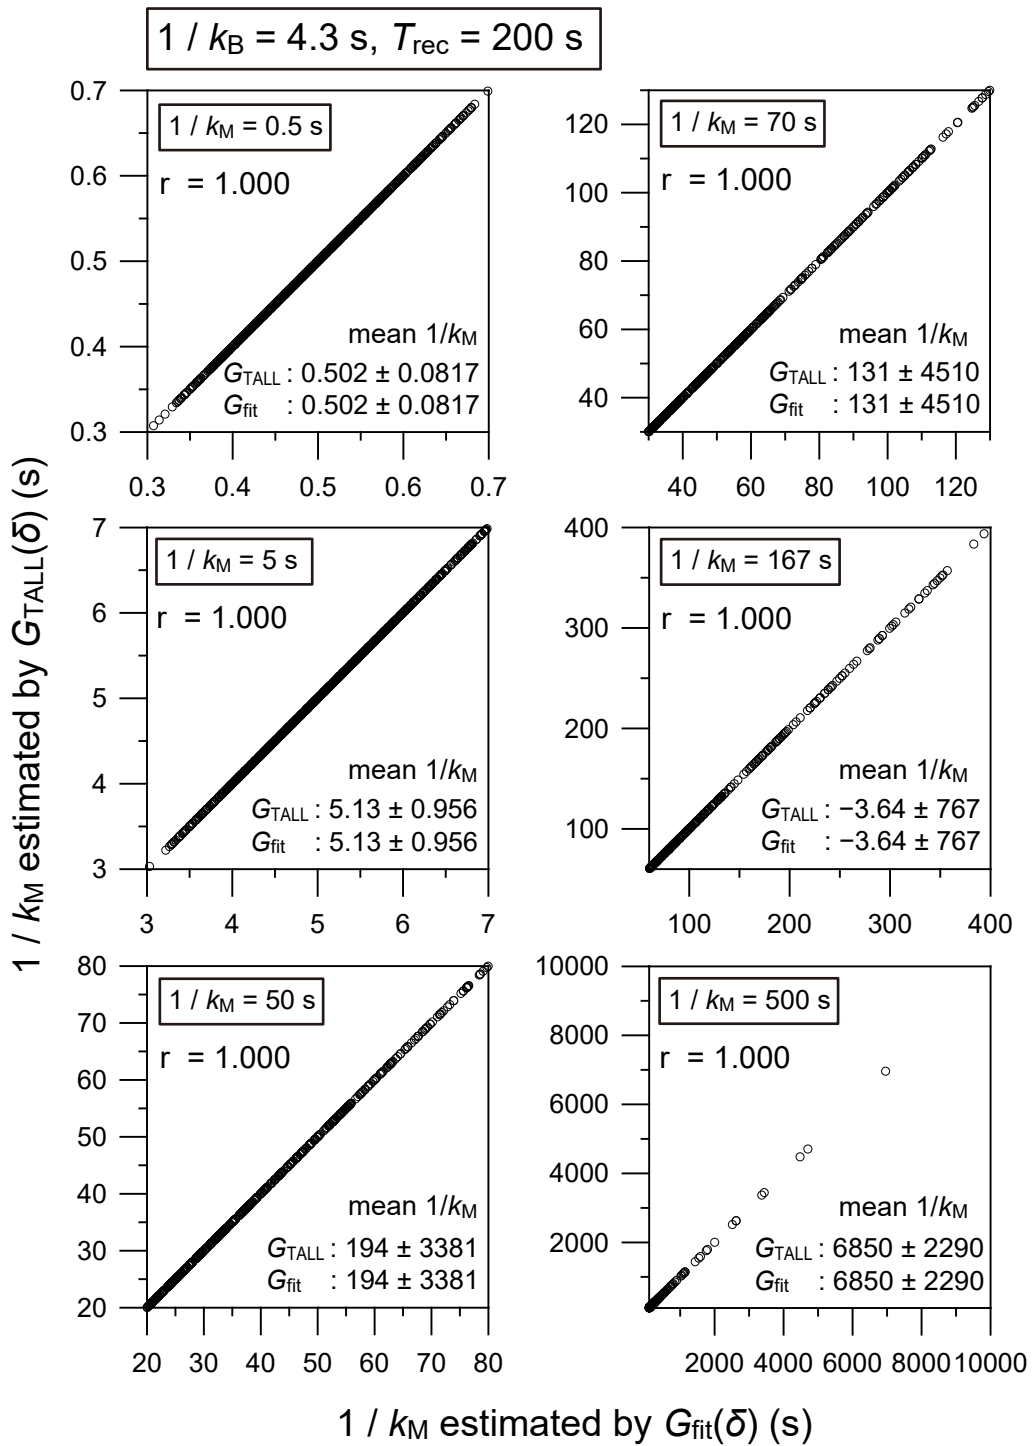 1 / kB = 4.3 s, Trec = 200 s
1 / kM estimated by GTALL(δ) (s)
0.7
0.6
0.5
0.4
0.3
1 / kM = 0.5 s
r = 1.000
mean 1/kM
GTALL : 0.502 ± 0.0817
Gfit : 0.502 ± 0.0817
0.3 0.4 0.5 0.6 0.7
120
100
80
60
40
1 / kM = 70 s
r = 1.000
mean 1/kM
GTALL : 131 ± 4510
Gfit : 131 ± 4510
40 60 80 100 120
7
6
5
4
3
1 / kM = 5 s
r = 1.000
mean 1/kM
GTALL : 5.13 ± 0.956
Gfit : 5.13 ± 0.956
3 4 5 6 7
400
300
200
100
1 / kM = 167 s
r = 1.000
mean 1/kM
GTALL : −3.64 ± 767
Gfit : −3.64 ± 767
100 200 300 400
80
70
60
50
40
30
20
1 / kM = 50 s
r = 1.000
mean 1/kM
GTALL : 194 ± 3381
Gfit : 194 ± 3381
20 30 40 50 60 70 80
10000
8000
6000
4000
2000
1 / kM = 500 s
r = 1.000
mean 1/kM
GTALL : 6850 ± 2290
Gfit : 6850 ± 2290
2000 4000 6000 8000 10000
1 / kM estimated by Gfit(δ) (s)